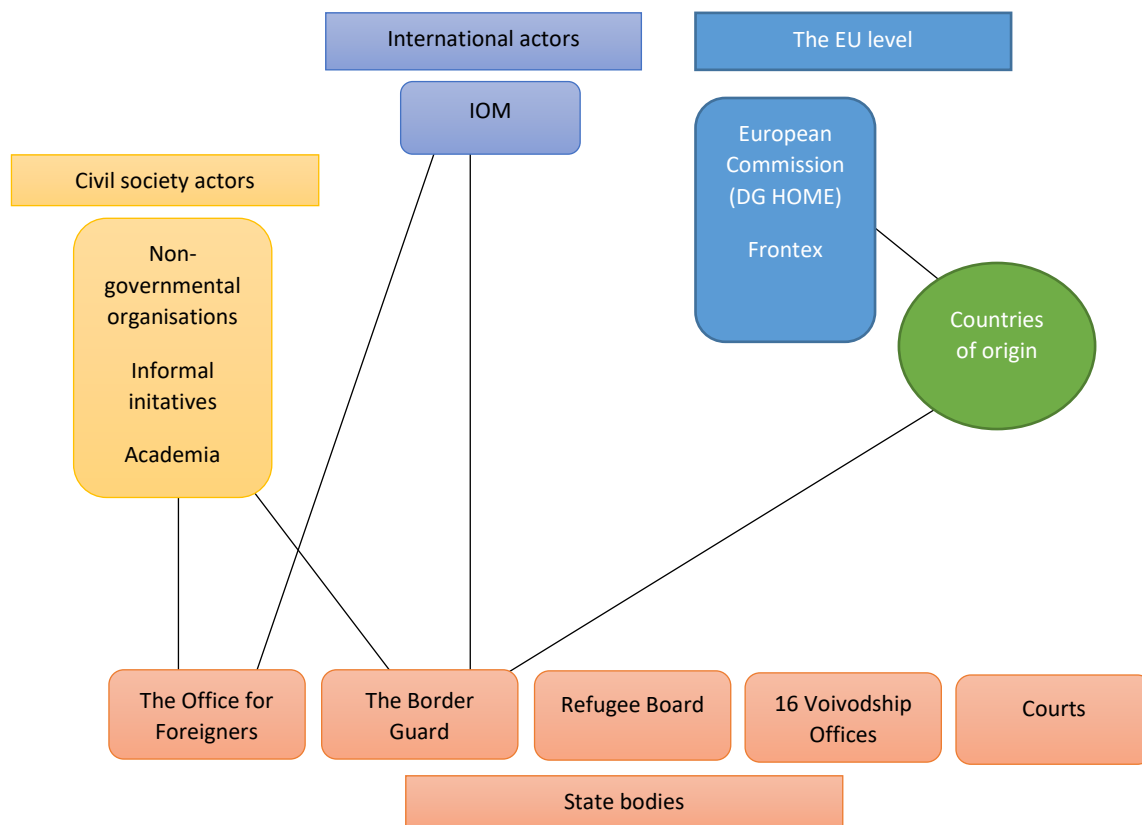 International actors
The EU level
IOM
European
Commission
(DG HOME)
Frontex
Civil society actors
Non-
governmental
organisations
Informal
initatives
Academia
Countries
of origin
The Office for
Foreigners
The Border
Guard
Refugee Board
16 Voivodship
Offices
Courts
State bodies